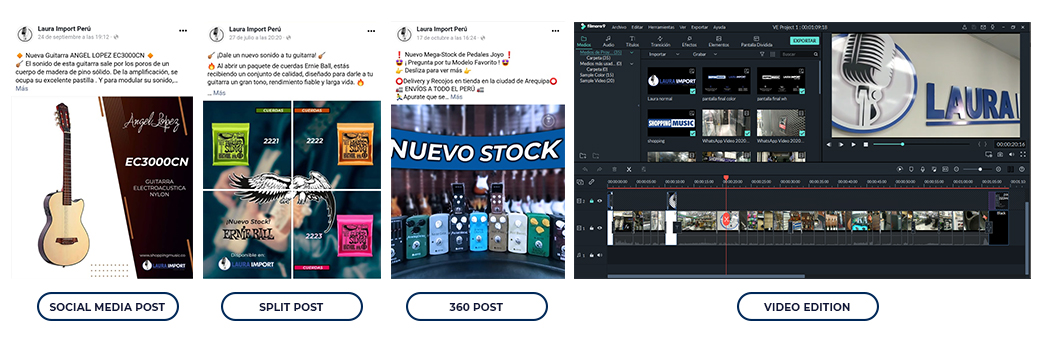 Laura Import Perú
24 de septiembre a las 19:12
Nueva Guitarra ANGEL LOPEZ EC3000CN
El sonido de esta guitarra sale por los poros de un
cuerpo de madera de pino sólido. De la amplificación, se
ocupa su excelente pastilla . Y para modular su sonido,...
Más
Angel Lopez
EC3000CN
GUITARRA
ELECTROACUSTICA
NYLON
www.shoppingmusic.co
LAURA IMPORT
SOCIAL MEDIA POST
Laura Import Perú
27 de julio a las 20:20
¡Dale un nuevo sonido a tu guitarra!
Al abrir un paquete de cuerdas Ernie Ball, estás
recibiendo un conjunto de calidad, diseñado para darle a tu
guitarra un gran tono, rendimiento fiable y larga vida.
... Más
CUERDAS
CUERDAS
2221
2222
¡Nuevo Stock!
ERNIE BALL
2223
Disponible en:
LAURA IMPORT
CUERDAS
SPLIT POST
Laura Import Perú
17 de octubre a las 16:24
Nuevo Mega-Stock de Pedales Joyo
¡ Pregunta por tu Modelo Favorito !
Desliza para ver más
Delivery y Recojos en tienda en la ciudad de Arequipa
ENVÍOS A TODO EL PERÚ
Apurate que se... Más
NUEVO STOCK
360 POST
filmora9
Archivo Editar Herramientas Ver Exportar Ayuda
VE Project 1 : 00:01:09:18
Medios
Audio
Títulos
Transición
Efectos
Elementos
Pantalla Dividida
EXPORTAR
Carpeta (35)
Medios más usad... (0)
Carpeta (0)
Sample Color (15)
Sample Video (20)
Importar
Grabar
Buscar
Laura normal
pantalla final color
pantalla final wh
SHOPPING MUSIC
shopping
WhatsApp Video 2020...
WhatsApp Video 2020...
LAURA I
00:00:20:16
VIDEO EDITION